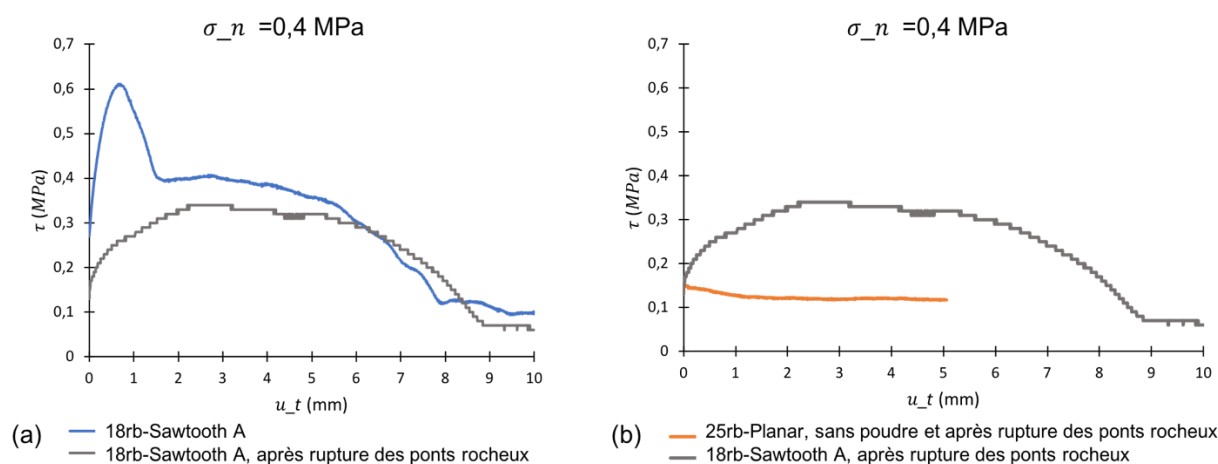 σ_n =0,4 MPa
0,7
0,6
0,5
0,4
0,3
0,2
0,1
0
τ (MPa)
0 1 2 3 4 5 6 7 8 9 10
u_t (mm)
(a)
18rb-Sawtooth A
18rb-Sawtooth A, après rupture des ponts rocheux
σ_n =0,4 MPa
0,7
0,6
0,5
0,4
0,3
0,2
0,1
0
τ (MPa)
0 1 2 3 4 5 6 7 8 9 10
u_t (mm)
(b)
25rb-Planar, sans poudre et après rupture des ponts rocheux
18rb-Sawtooth A, après rupture des ponts rocheux